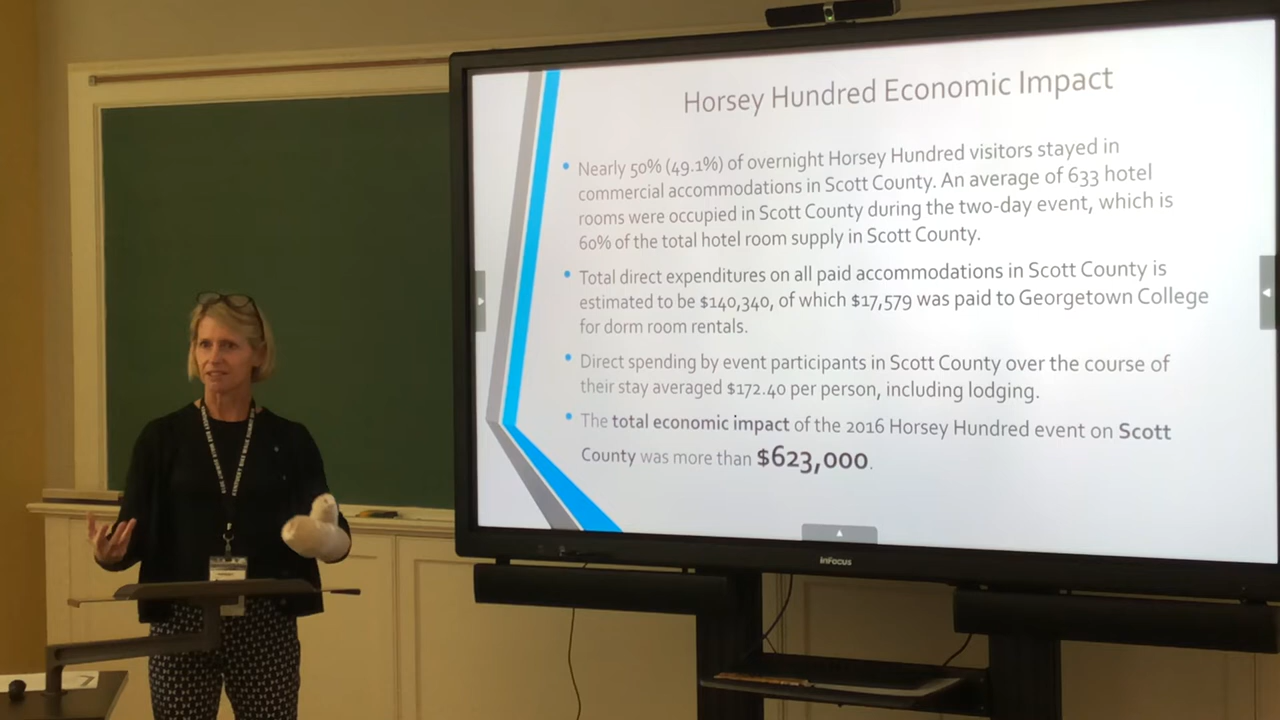 Horsey Hundred Economic Impact
• Nearly 50% (49.1%) of overnight Horsey Hundred visitors stayed in
commercial accommodations in Scott County. An average of 633 hotel
rooms were occupied in Scott County during the two-day event, which is
60% of the total hotel room supply in Scott County.
• Total direct expenditures on all paid accommodations in Scott County is
estimated to be $140,340, of which $17,579 was paid to Georgetown College
for dorm room rentals.
• Direct spending by event participants in Scott County over the course of
their stay averaged $172.40 per person, including lodging.
• The total economic impact of the 2016 Horsey Hundred event on Scott
County was more than $623,000.
InFocus